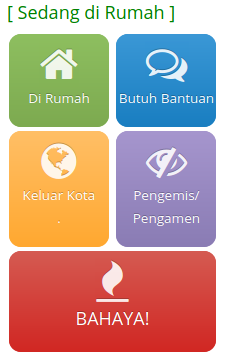 [ Sedang di Rumah ]
Di Rumah
Butuh Bantuan
Keluar Kota
.
Pengemis/
Pengamen
BAHAYA!